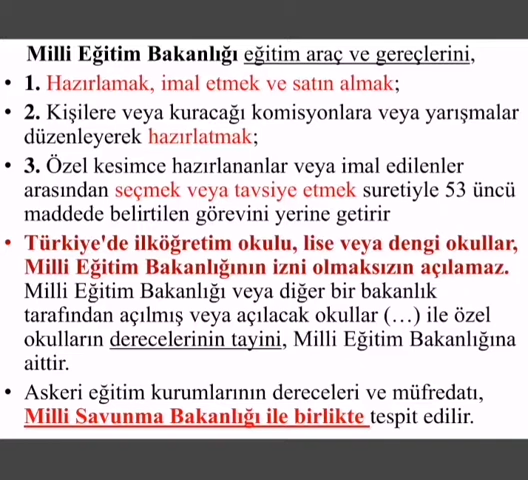 Milli Eğitim Bakanlığı eğitim araç ve gereçlerini,
• 1. Hazırlamak, imal etmek ve satın almak;
• 2. Kişilere veya kuracağı komisyonlara veya yarışmalar
düzenleyerek hazırlatmak;
• 3. Özel kesimce hazırlananlar veya imal edilenler
arasından seçmek veya tavsiye etmek suretiyle 53 üncü
maddede belirtilen görevini yerine getirir
• Türkiye'de ilköğretim okulu, lise veya dengi okullar,
Milli Eğitim Bakanlığının izni olmaksızın açılamaz.
Milli Eğitim Bakanlığı veya diğer bir bakanlık
tarafından açılmış veya açılacak okullar (…) ile özel
okulların derecelerinin tayini, Milli Eğitim Bakanlığına
aittir.
• Askeri eğitim kurumlarının dereceleri ve müfredatı,
Milli Savunma Bakanlığı ile birlikte tespit edilir.